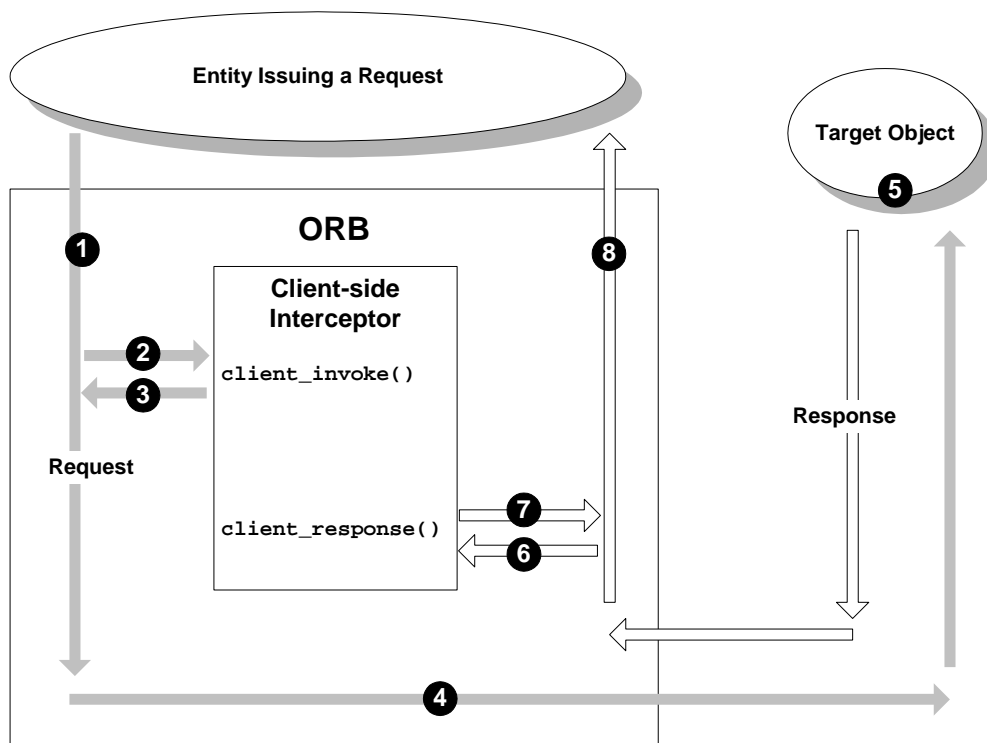 Entity Issuing a Request
Target Object
5
ORB
1
8
Client-side
Interceptor
2
client_invoke()
3
Response
Request
7
client_response()
6
4